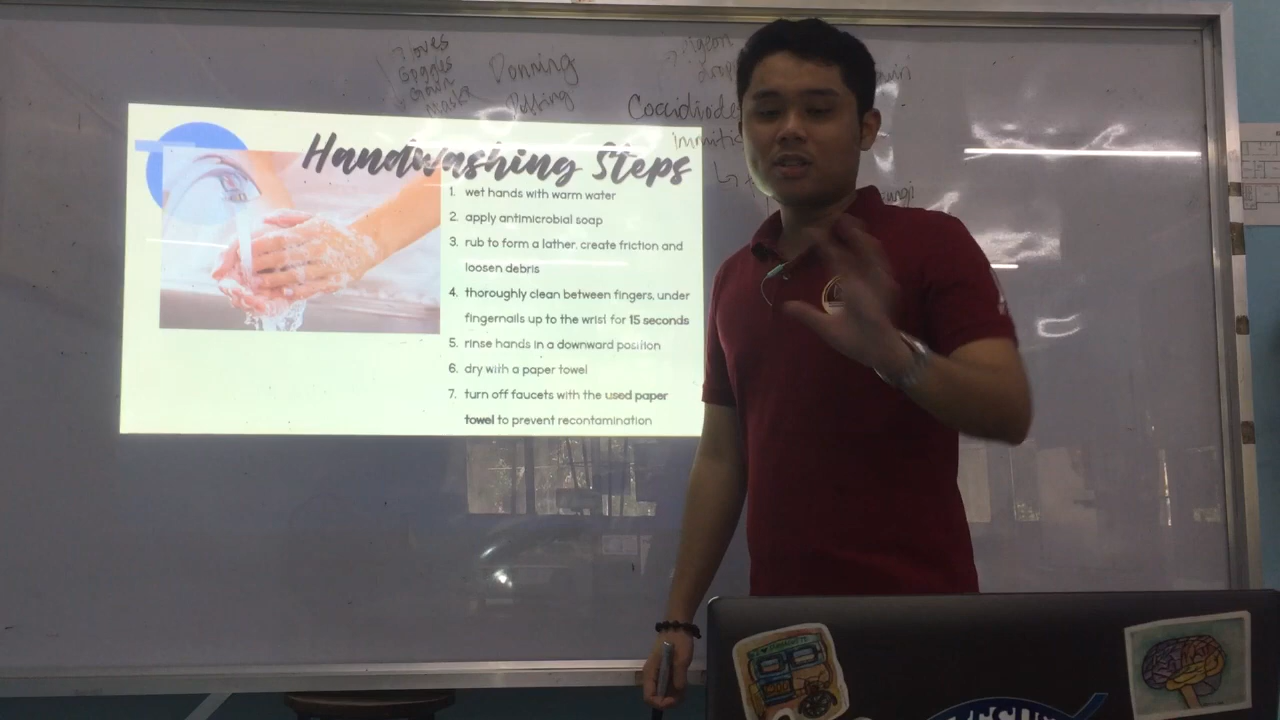 Gloves
Goggles
Gown
Maska
Donning
Doffing
Handwashing Steps
1. wet hands with warm water
2. apply antimicrobial soap
3. rub to form a lather, create friction and
loosen debris
4. thoroughly clean between fingers, under
fingernails up to the wrist for 15 seconds
5. rinse hands in a downward position
6. dry with a paper towel
7. turn off faucets with the used paper
towel to prevent recontamination